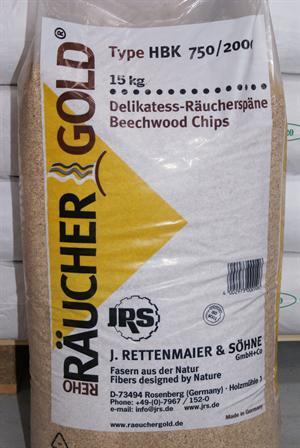 Type HBK 750/200
15 kg
Delikatess-Räucherspäne
Beechwood Chips
REHO RÄUCHER GOLD®
JRS
J. RETTENMAIER & SÖHNE
GmbH+Co
Fasern aus der Natur
Fibers designed by Nature
D-73494 Rosenberg (Germany) · Holzmühle
Phone: +49-(0)-7967 / 152-0
e-mail: info@jrs.de www.jrs.de
www.raeuchergold.de
Made in Germany